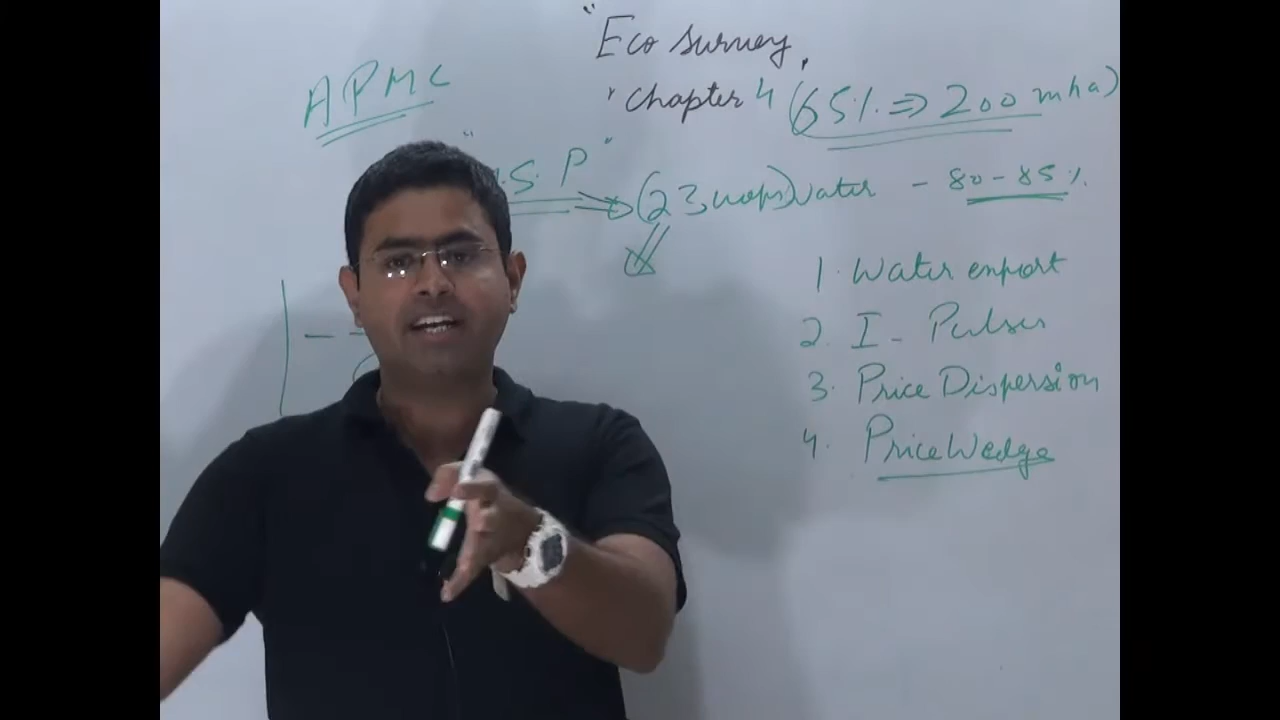 " Eco Survey,
APMC
' Chapter 4 (65% => 200 mha)
" .S.P " (23 crops) Water - 80-85%
1. Water export
2. I - Pulses
3. Price Dispersion
4. Price Wedge